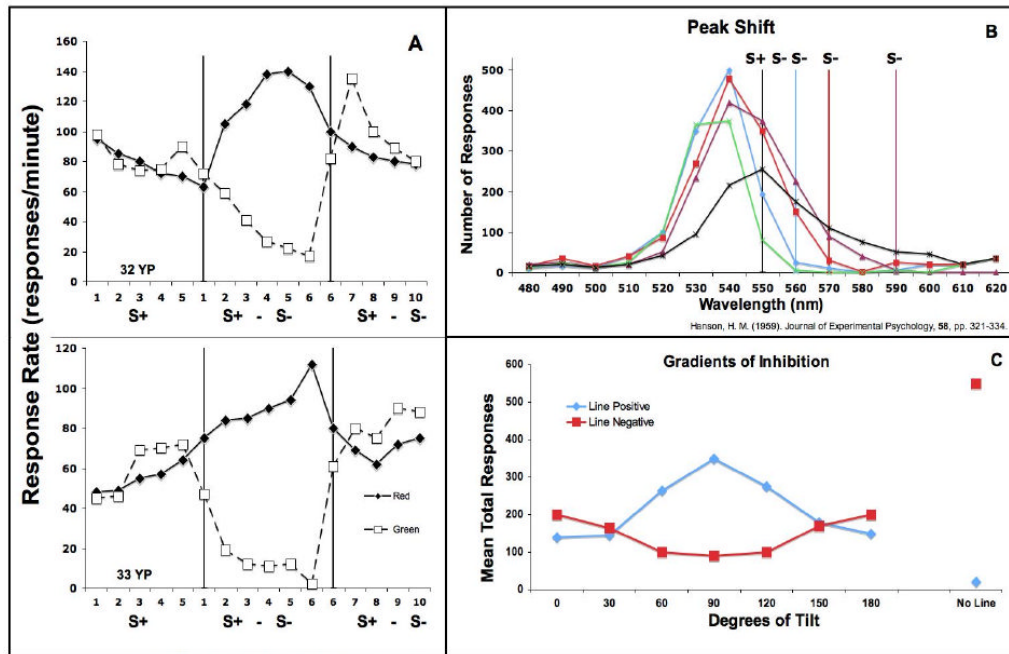 Response Rate (responses/minute)
A
160
140
120
100
80
60
40
20
0
32 YP
1 2 3 4 5 1 2 3 4 5 6 6 7 8 9 10
S+ S+ - S- S+ - S-
120
100
80
60
40
20
0
Red
Green
33 YP
1 2 3 4 5 1 2 3 4 5 6 6 7 8 9 10
S+ S+ - S- S+ - S-
Peak Shift
B
S+ S- S- S- S-
Number of Responses
500
400
300
200
100
0
480 490 500 510 520 530 540 550 560 570 580 590 600 610 620
Wavelength (nm)
Hanson, H. M. (1959). Journal of Experimental Psychology, 58, pp. 321-334.
Gradients of Inhibition
C
Mean Total Responses
600
500
400
300
200
100
0
Line Positive
Line Negative
0 30 60 90 120 150 180 No Line
Degrees of Tilt